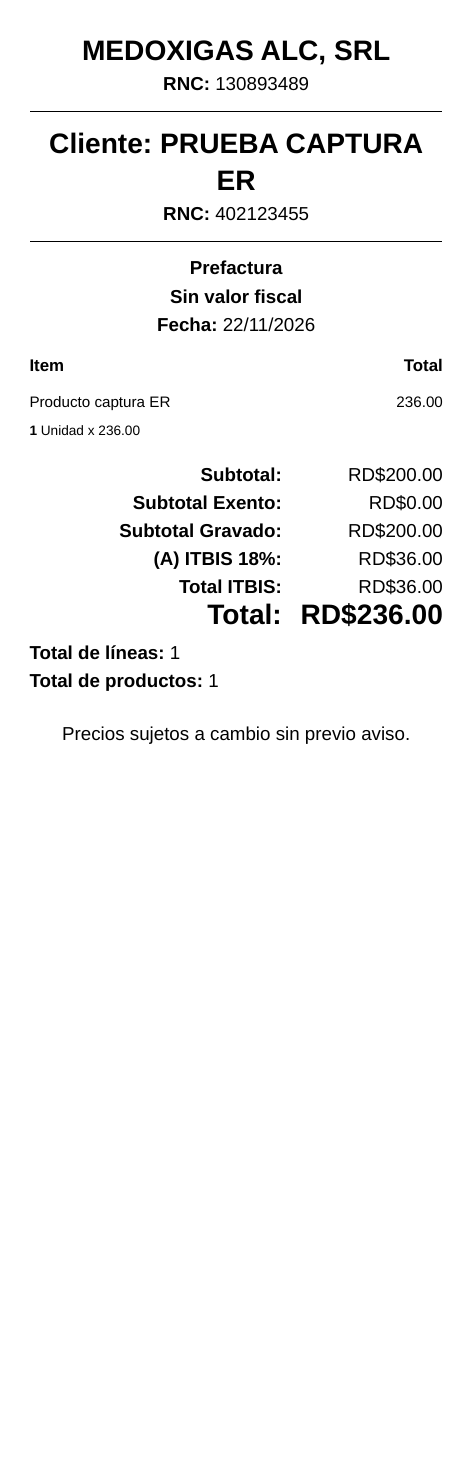 MEDOXIGAS ALC, SRL
RNC: 130893489
Cliente: PRUEBA CAPTURA
ER
RNC: 402123455
Prefactura
Sin valor fiscal
Fecha: 22/11/2026
Item Total
Producto captura ER 236.00
1 Unidad x 236.00
Subtotal: RD$200.00
Subtotal Exento: RD$0.00
Subtotal Gravado: RD$200.00
(A) ITBIS 18%: RD$36.00
Total ITBIS: RD$36.00
Total: RD$236.00
Total de líneas: 1
Total de productos: 1
Precios sujetos a cambio sin previo aviso.